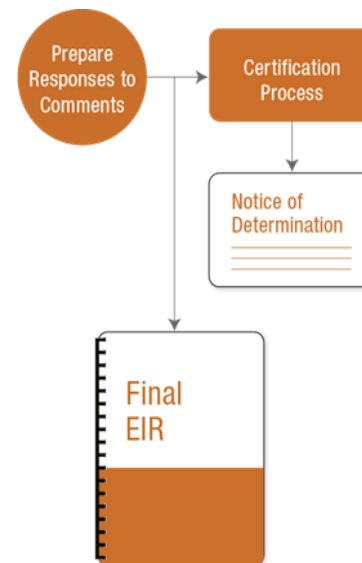 Prepare
Responses to
Comments
Certification
Process
Notice of
Determination
Final
EIR